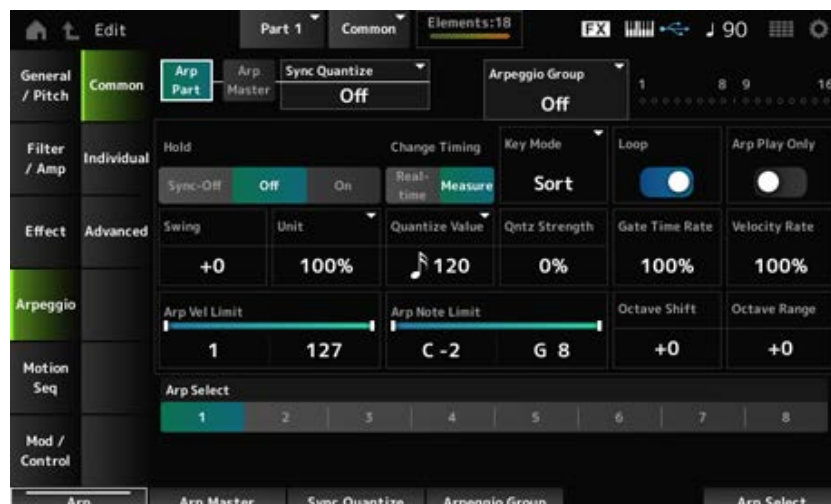 Edit
Part 1
Common
Elements:18
FX
90
General / Pitch
Common
Arp Part
Arp Master
Sync Quantize
Off
Arpeggio Group
Off
1 8 9 16
Filter / Amp
Individual
Hold
Sync-Off Off On
Change Timing
Real-time Measure
Key Mode
Sort
Loop
Arp Play Only
Effect
Advanced
Swing
+0
Unit
100%
Quantize Value
120
Qntz Strength
0%
Gate Time Rate
100%
Velocity Rate
100%
Arpeggio
Arp Vel Limit
1 127
Arp Note Limit
C -2 G 8
Octave Shift
+0
Octave Range
+0
Motion Seq
Arp Select
1 2 3 4 5 6 7 8
Mod / Control
Arp
Arp Master
Sync Quantize
Arpeggio Group
Arp Select